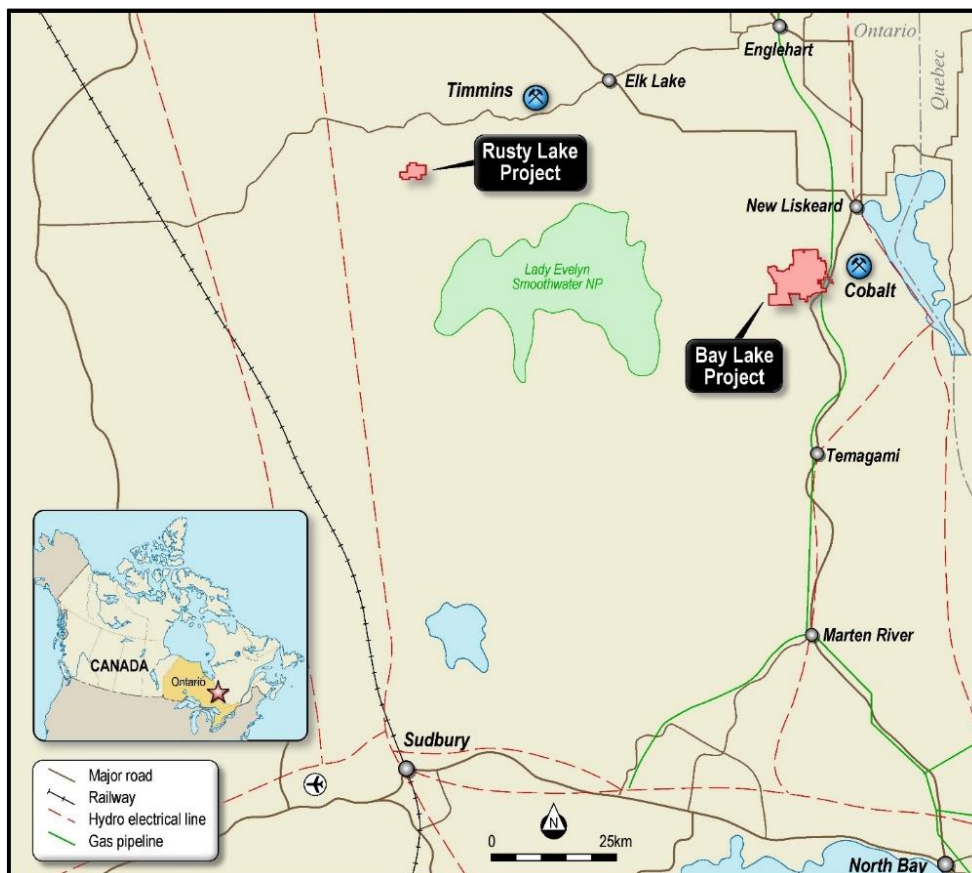 Englehart
Ontario
Quebec
Elk Lake
Timmins
Rusty Lake
Project
New Liskeard
Lady Evelyn
Smoothwater NP
Cobalt
Bay Lake
Project
Temagami
CANADA
Ontario
Marten River
Sudbury
Major road
Railway
Hydro electrical line
Gas pipeline
N
0 25km
North Bay